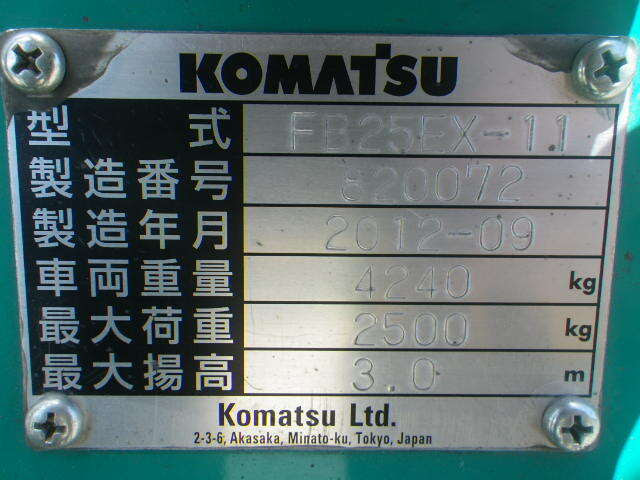 KOMATSU
型式 FB25EX-11
製造番号 820072
製造年月 2012-09
車両重量 4240 kg
最大荷重 2500 kg
最大揚高 3.0 m
Komatsu Ltd.
2-3-6, Akasaka, Minato-ku, Tokyo, Japan